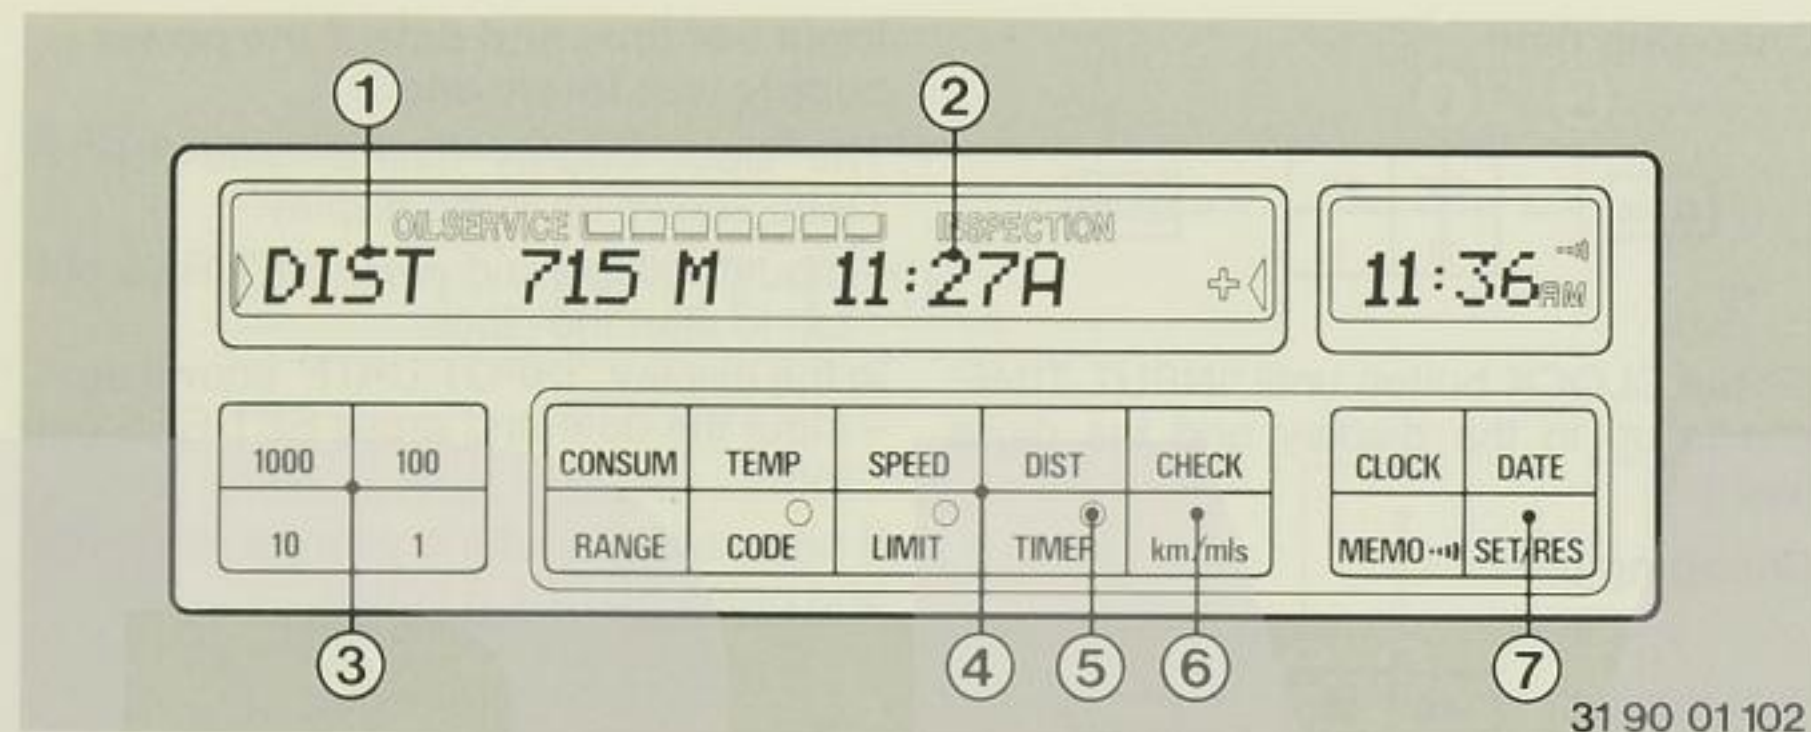 1 2
OILSERVICE INSPECTION
DIST 715 M 11:27A +
11:36 AM
1000 100
10 1
CONSUM TEMP SPEED DIST CHECK
RANGE CODE LIMIT TIMER km/mls
CLOCK DATE
MEMO SET/RES
3 4 5 6 7
31 90 01 102